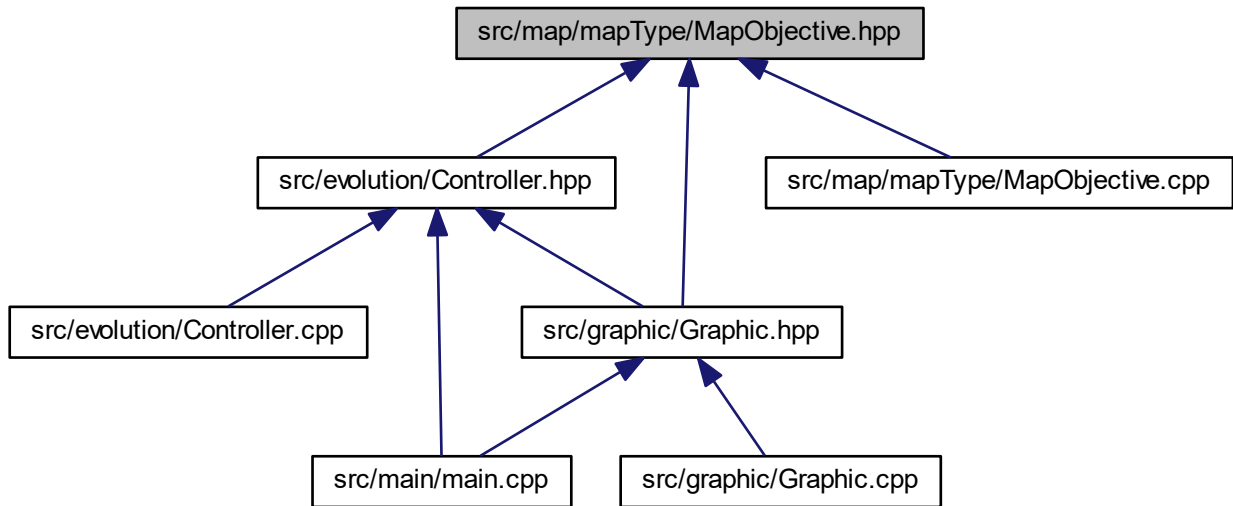 src/map/mapType/MapObjective.hpp
src/evolution/Controller.hpp
src/map/mapType/MapObjective.cpp
src/evolution/Controller.cpp
src/graphic/Graphic.hpp
src/main/main.cpp
src/graphic/Graphic.cpp